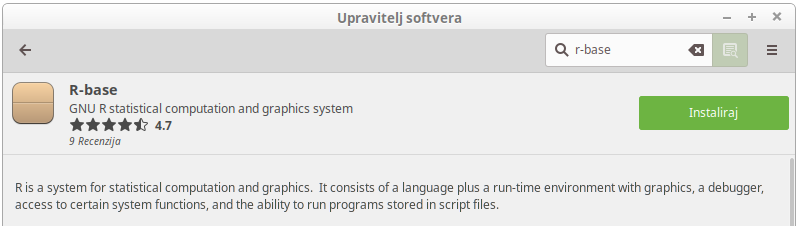 Upravitelj softvera
r-base
R-base
GNU R statistical computation and graphics system
4.7
9 Recenzija
Instaliraj
R is a system for statistical computation and graphics.  It consists of a language plus a run-time environment with graphics, a debugger,
access to certain system functions, and the ability to run programs stored in script files.